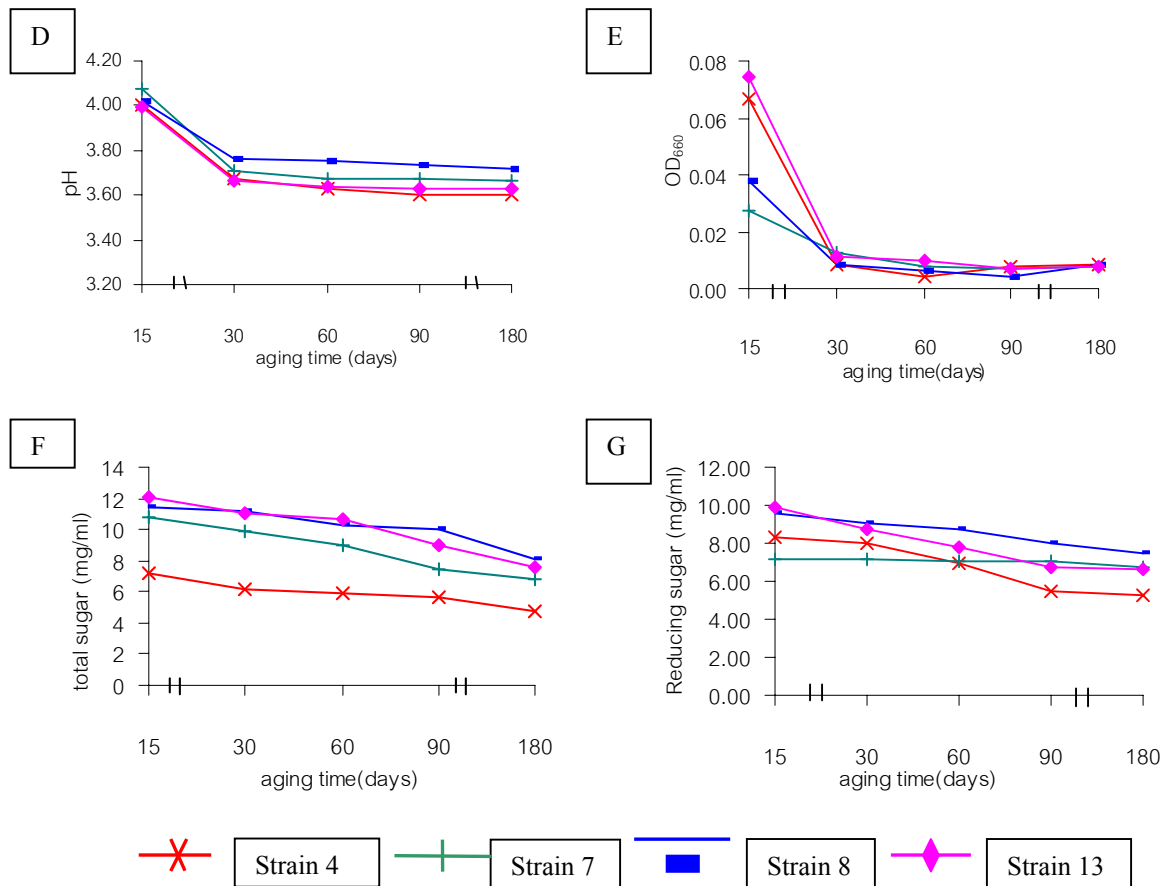 D
4.20
4.00
3.80
3.60
3.40
3.20
pH
15 30 60 90 180
aging time (days)
E
0.08
0.06
0.04
0.02
0.00
OD660
15 30 60 90 180
aging time(days)
F
14
12
10
8
6
4
2
0
total sugar (mg/ml)
15 30 60 90 180
aging time(days)
G
12.00
10.00
8.00
6.00
4.00
2.00
0.00
Reducing sugar (mg/ml)
15 30 60 90 180
aging time(days)
Strain 4 Strain 7 Strain 8 Strain 13